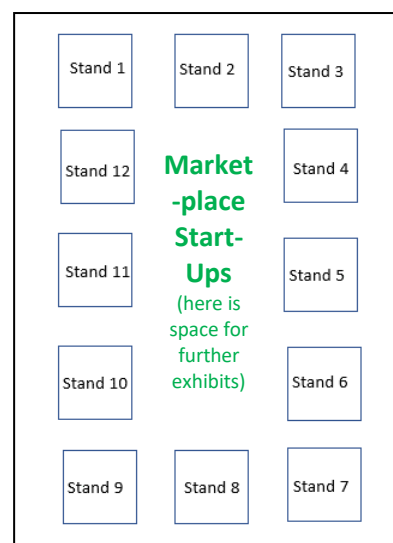 Stand 1
Stand 2
Stand 3
Stand 12
Market
-place
Start-
Ups
(here is
space for
further
exhibits)
Stand 4
Stand 11
Stand 5
Stand 10
Stand 6
Stand 9
Stand 8
Stand 7